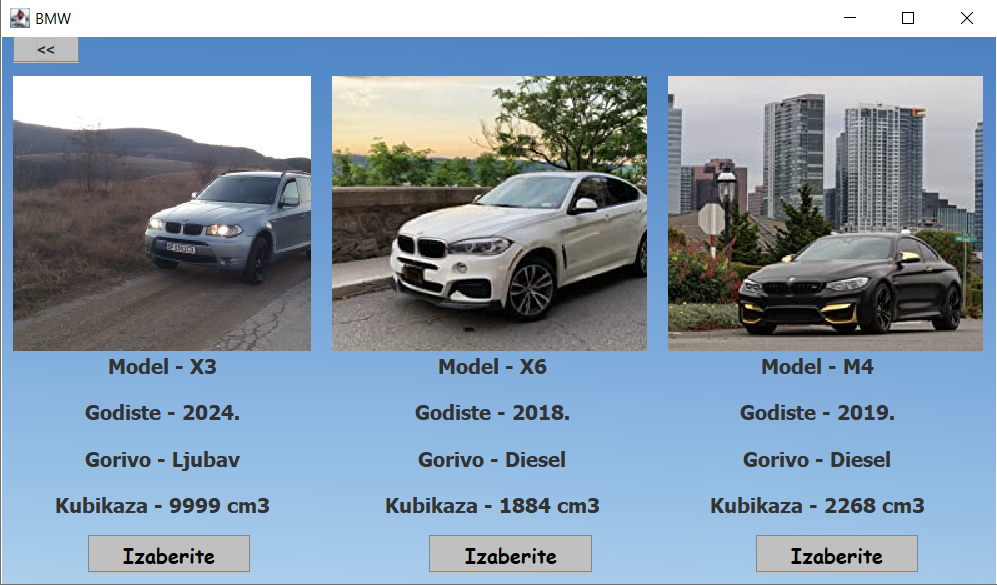 BMW
<<
Model - X3
Godiste - 2024.
Gorivo - Ljubav
Kubikaza - 9999 cm3
Izaberite
Model - X6
Godiste - 2018.
Gorivo - Diesel
Kubikaza - 1884 cm3
Izaberite
Model - M4
Godiste - 2019.
Gorivo - Diesel
Kubikaza - 2268 cm3
Izaberite